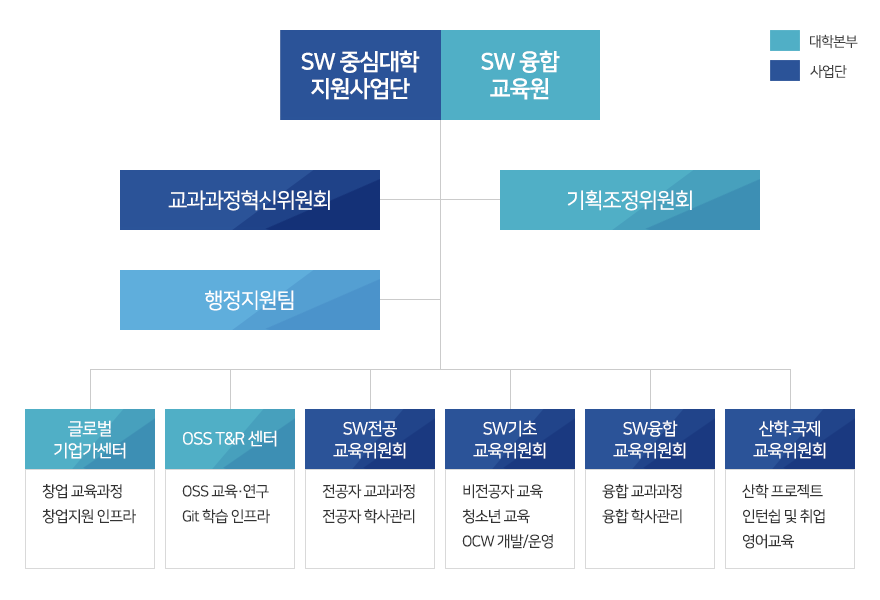 SW 중심대학
지원사업단
SW 융합
교육원
대학본부
사업단
교과과정혁신위원회
기획조정위원회
행정지원팀
글로벌
기업가센터
OSS T&R 센터
SW전공
교육위원회
SW기초
교육위원회
SW융합
교육위원회
산학.국제
교육위원회
창업 교육과정
창업지원 인프라
OSS 교육·연구
Git 학습 인프라
전공자 교과과정
전공자 학사관리
비전공자 교육
청소년 교육
OCW 개발/운영
융합 교과과정
융합 학사관리
산학 프로젝트
인턴쉽 및 취업
영어교육